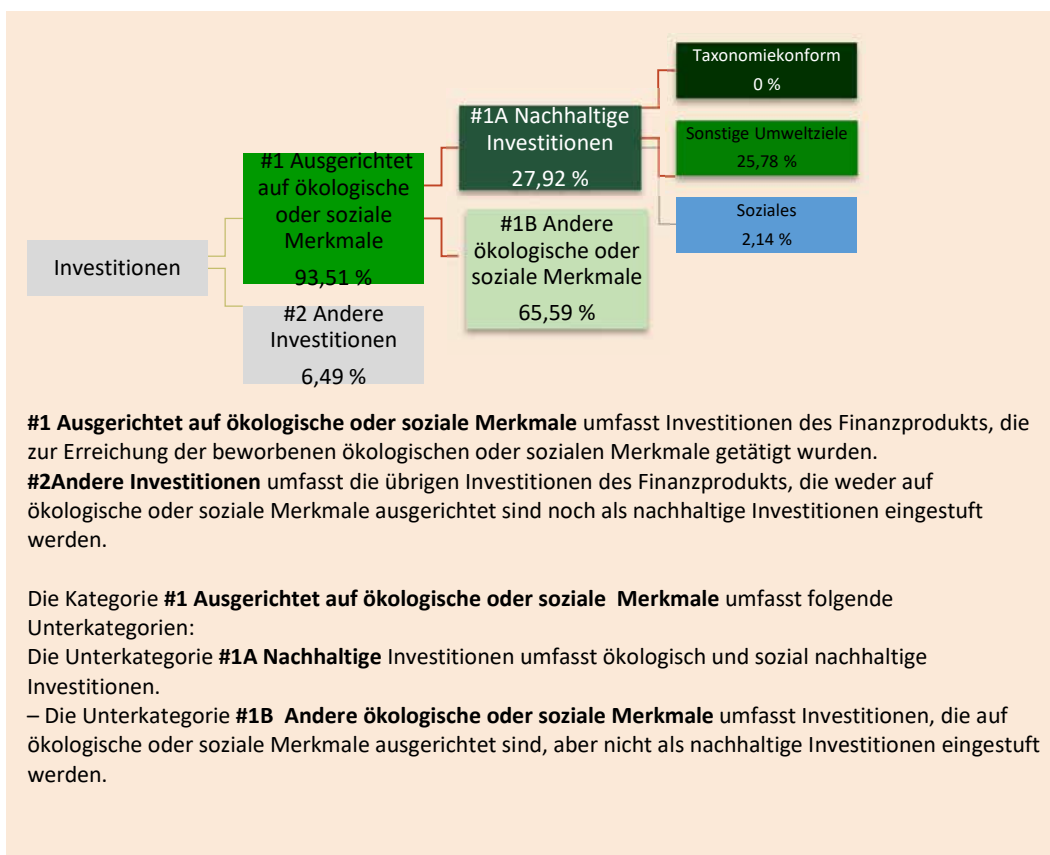 Investitionen
#1 Ausgerichtet
auf ökologische
oder soziale
Merkmale
93,51 %
#2 Andere
Investitionen
6,49 %
#1A Nachhaltige
Investitionen
27,92 %
#1B Andere
ökologische oder
soziale Merkmale
65,59 %
Taxonomiekonform
0 %
Sonstige Umweltziele
25,78 %
Soziales
2,14 %
#1 Ausgerichtet auf ökologische oder soziale Merkmale umfasst Investitionen des Finanzprodukts, die
zur Erreichung der beworbenen ökologischen oder sozialen Merkmale getätigt wurden.
#2Andere Investitionen umfasst die übrigen Investitionen des Finanzprodukts, die weder auf
ökologische oder soziale Merkmale ausgerichtet sind noch als nachhaltige Investitionen eingestuft
werden.
Die Kategorie #1 Ausgerichtet auf ökologische oder soziale Merkmale umfasst folgende
Unterkategorien:
Die Unterkategorie #1A Nachhaltige Investitionen umfasst ökologisch und sozial nachhaltige
Investitionen.
– Die Unterkategorie #1B Andere ökologische oder soziale Merkmale umfasst Investitionen, die auf
ökologische oder soziale Merkmale ausgerichtet sind, aber nicht als nachhaltige Investitionen eingestuft
werden.